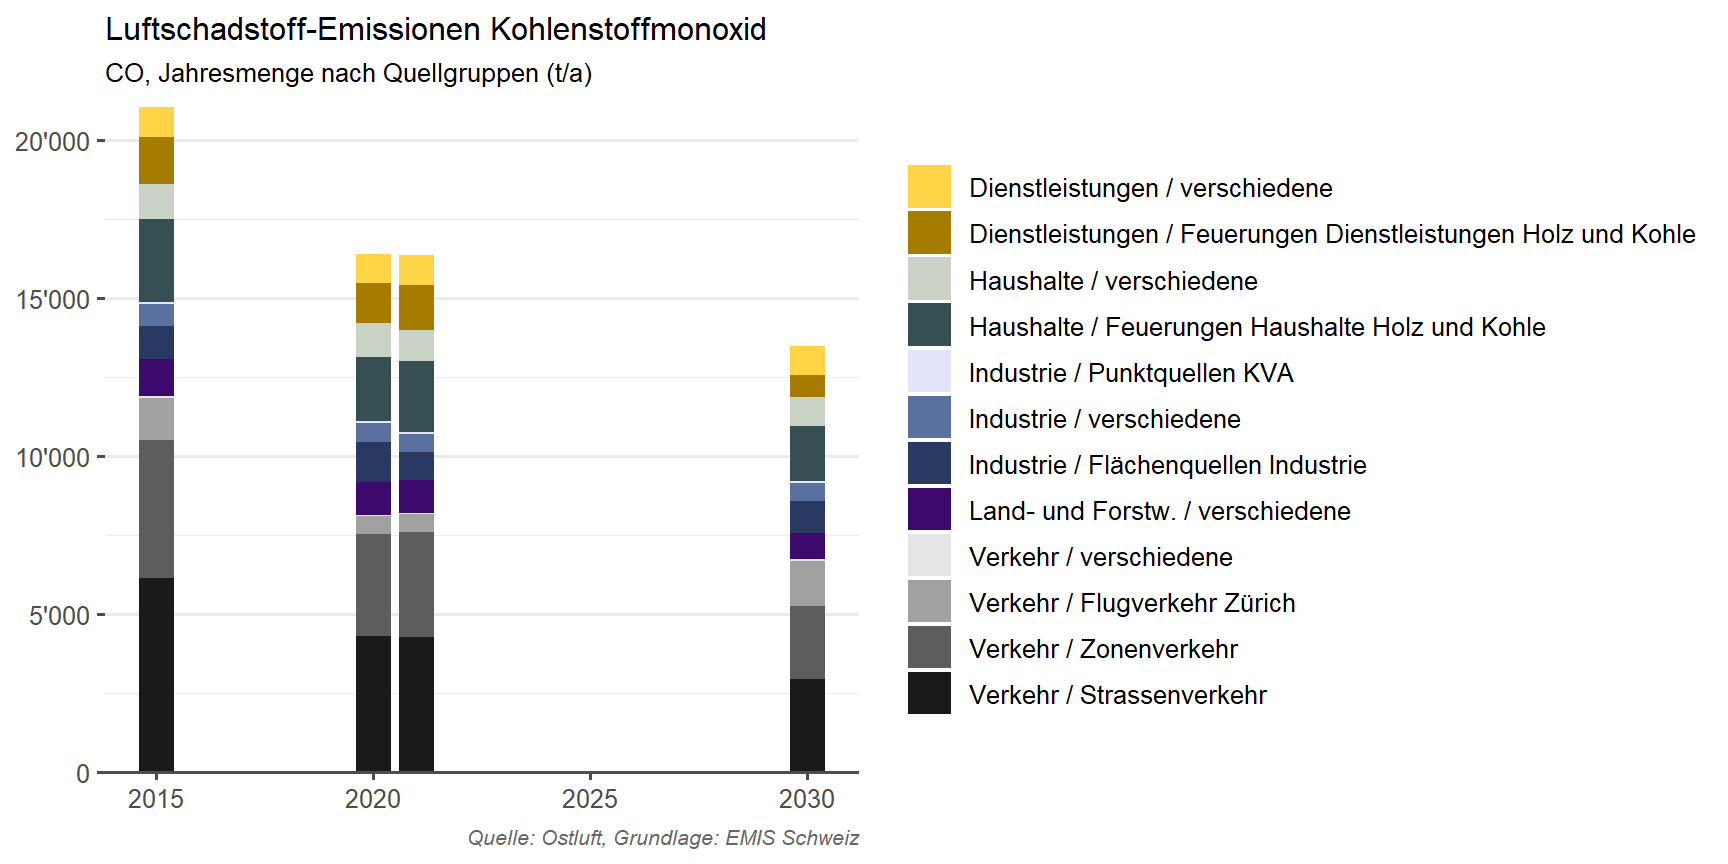 Luftschadstoff-Emissionen Kohlenstoffmonoxid
CO, Jahresmenge nach Quellgruppen (t/a)
20'000
15'000
10'000
5'000
0
2015
2020
2025
2030
Dienstleistungen / verschiedene
Dienstleistungen / Feuerungen Dienstleistungen Holz und Kohle
Haushalte / verschiedene
Haushalte / Feuerungen Haushalte Holz und Kohle
Industrie / Punktquellen KVA
Industrie / verschiedene
Industrie / Flächenquellen Industrie
Land- und Forstw. / verschiedene
Verkehr / verschiedene
Verkehr / Flugverkehr Zürich
Verkehr / Zonenverkehr
Verkehr / Strassenverkehr
Quelle: Ostluft, Grundlage: EMIS Schweiz